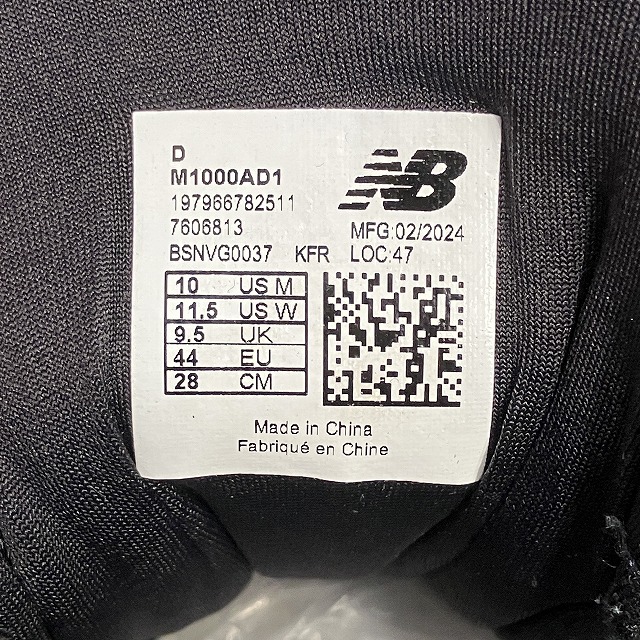 D
M1000AD1
197966782511
7606813
BSNVG0037 KFR
NB
MFG:02/2024
LOC:47
10 US M
11.5 US W
9.5 UK
44 EU
28 CM
Made in China
Fabriqué en Chine